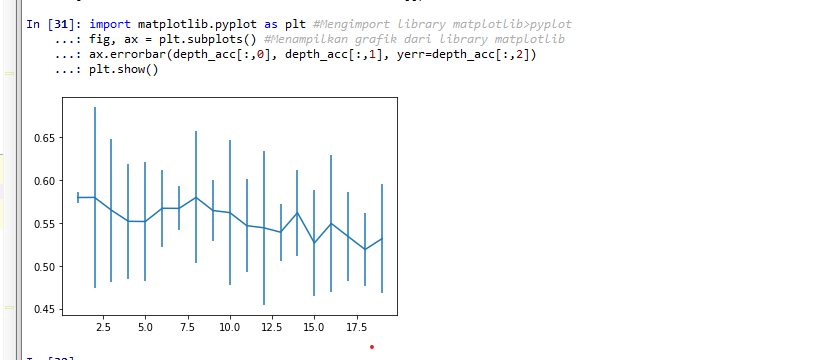 In [31]: import matplotlib.pyplot as plt #Mengimport library matplotlib>pyplot
...: fig, ax = plt.subplots() #Menampilkan grafik dari library matplotlib
...: ax.errorbar(depth_acc[:,0], depth_acc[:,1], yerr=depth_acc[:,2])
...: plt.show()
0.65
0.60
0.55
0.50
0.45
2.5 5.0 7.5 10.0 12.5 15.0 17.5